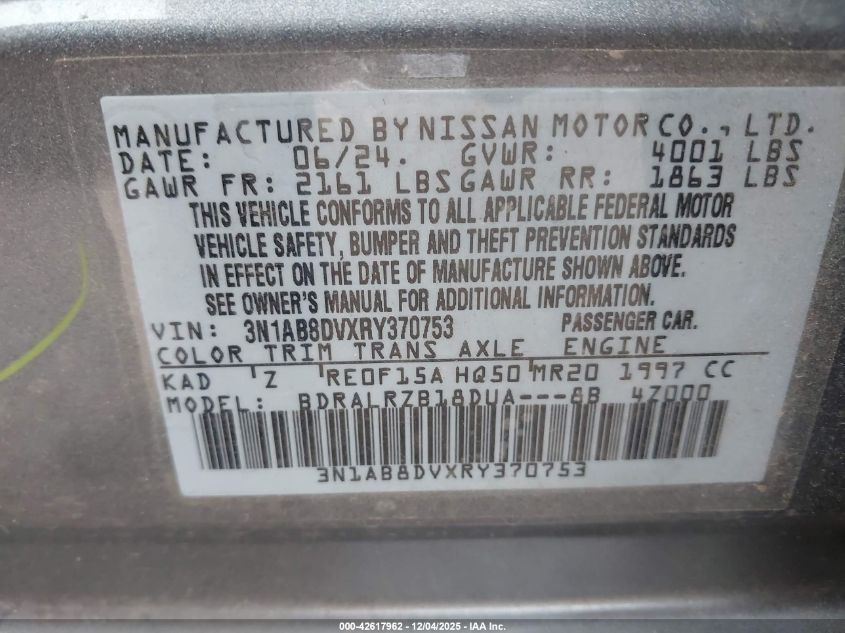 MANUFACTURED BY NISSAN MOTOR CO., LTD.
DATE: 06/24. GVWR: 4001 LBS
GAWR FR: 2161 LBS GAWR RR: 1863 LBS
THIS VEHICLE CONFORMS TO ALL APPLICABLE FEDERAL MOTOR
VEHICLE SAFETY, BUMPER AND THEFT PREVENTION STANDARDS
IN EFFECT ON THE DATE OF MANUFACTURE SHOWN ABOVE.
SEE OWNER'S MANUAL FOR ADDITIONAL INFORMATION.
VIN: 3N1AB8DVXRY370753 PASSENGER CAR.
COLOR TRIM TRANS AXLE ENGINE
KAD Z RE0F15A HQ50 MR20 1997 CC
MODEL: BDRALRZB18DUA---8B 4Z000
3N1AB8DVXRY370753
000-42617962 - 12/04/2025 - IAA Inc.